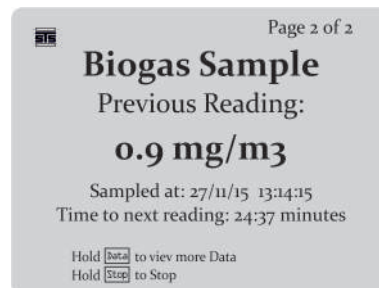 Page 2 of 2
STS
Biogas Sample
Previous Reading:
0.9 mg/m3
Sampled at: 27/11/15 13:14:15
Time to next reading: 24:37 minutes
Hold Data to viev more Data
Hold Stop to Stop